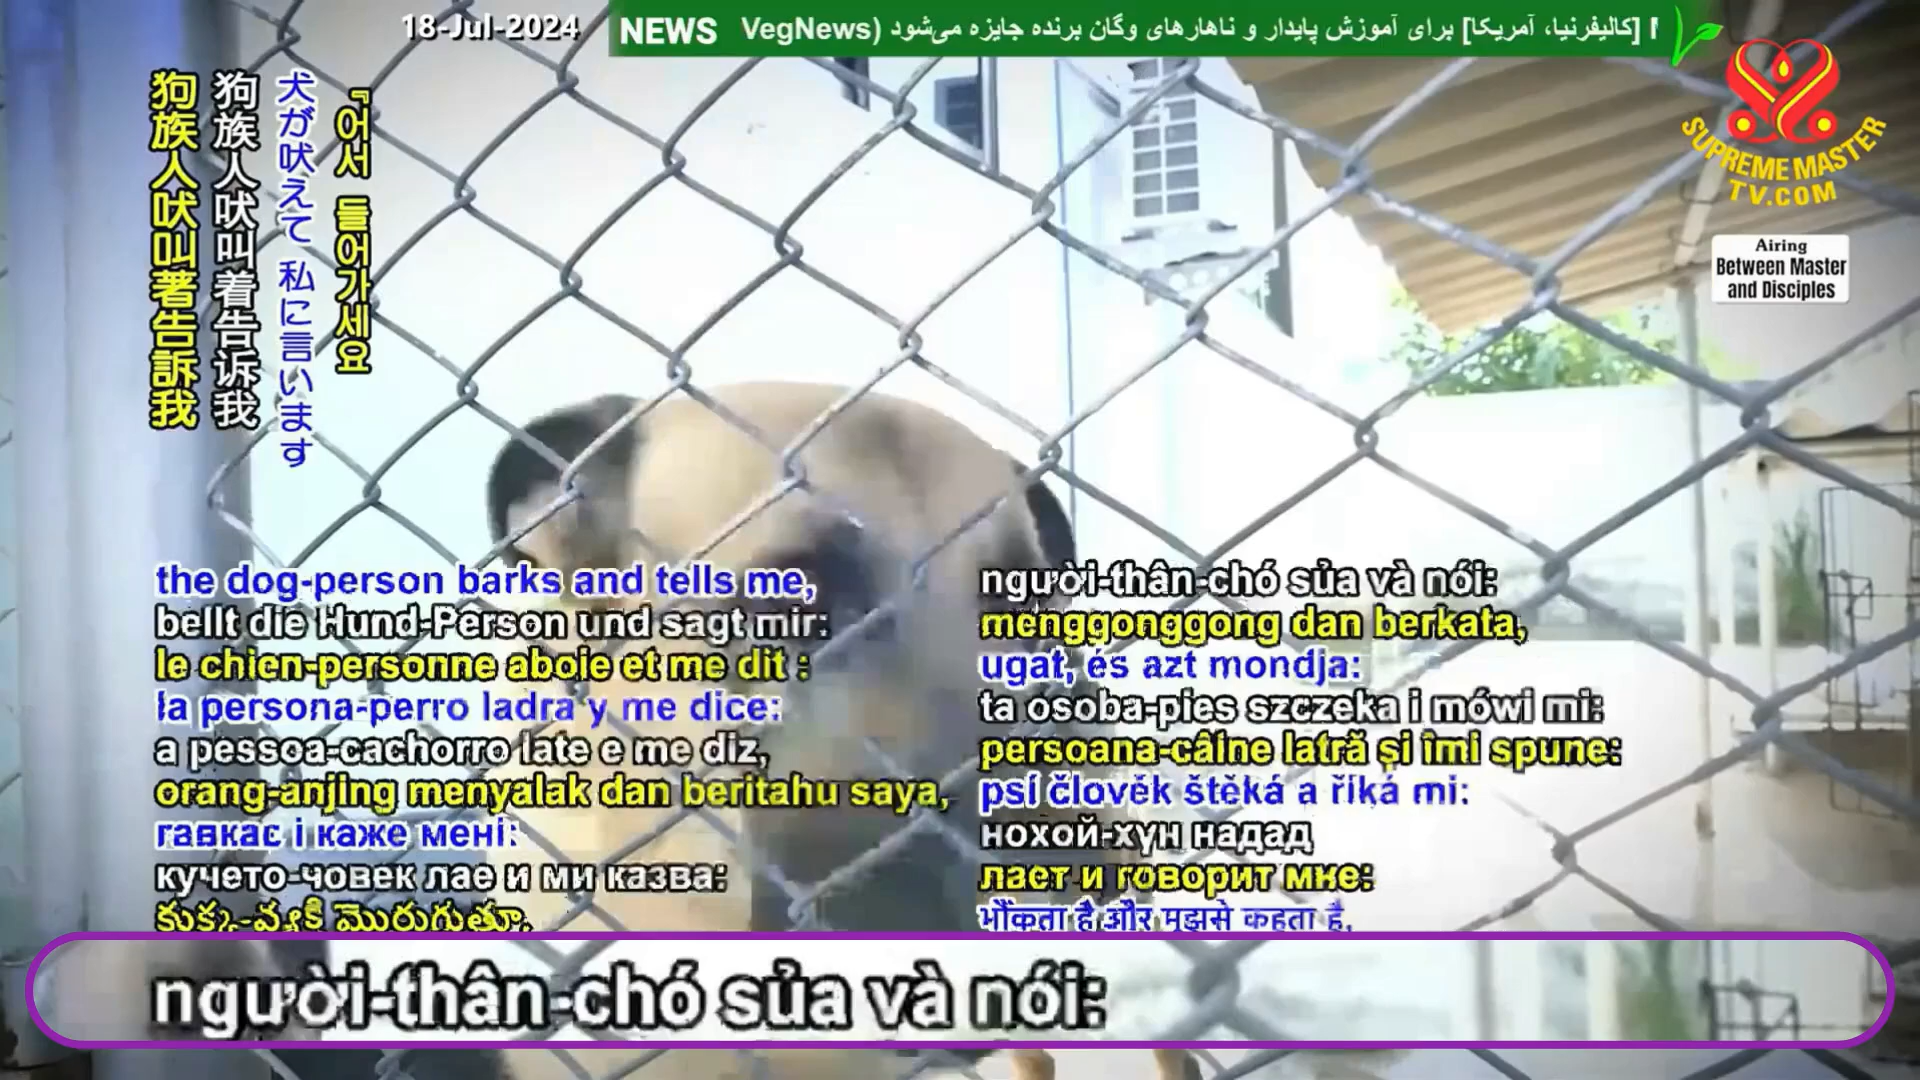 18-Jul-2024
NEWS
[کالیفرنیا، آمریکا] برای آموزش پایدار و ناهارهای وگان برنده جایزه می‌شود (VegNews
SUPREME MASTER
TV.COM
Airing
Between Master
and Disciples
『어서 들어가세요
犬が吠えて 私に言います
狗族人吠叫着告诉我
狗族人吠叫著告訴我
the dog-person barks and tells me,
bellt die Hund-Person und sagt mir:
le chien-personne aboie et me dit :
la persona-perro ladra y me dice:
a pessoa-cachorro late e me diz,
orang-anjing menyalak dan beritahu saya,
гавкає і каже мені:
кучето-човек лае и ми казва:
కుక్క-వ్యక్తి మొరుగుతూ,
người-thân-chó sủa và nói:
menggonggong dan berkata,
ugat, és azt mondja:
ta osoba-pies szczeka i mówi mi:
persoana-câine latră și îmi spune:
psí člověk štěká a říká mi:
нохой-хүн надад
лает и говорит мне:
भौंकता है और मुझसे कहता है,
người-thân-chó sủa và nói: